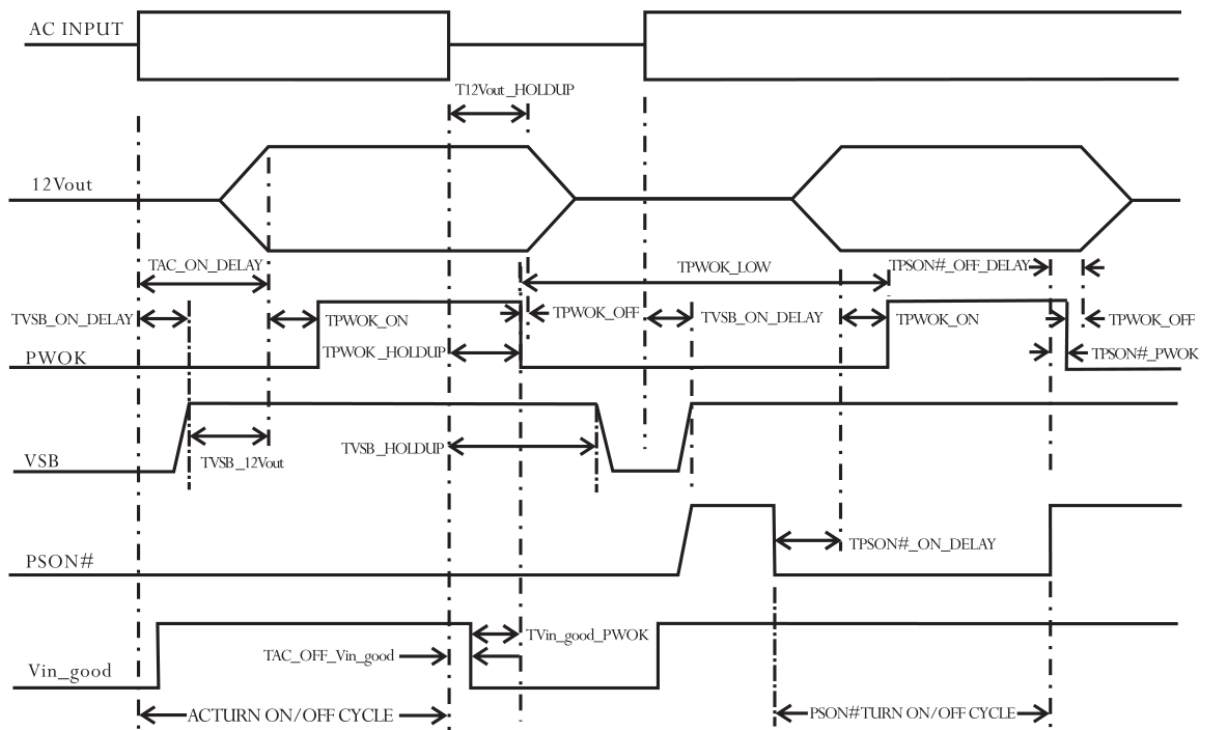 AC INPUT
T12Vout_HOLDUP
12Vout
TAC_ON_DELAY
TPWOK_LOW
TPSON#_OFF_DELAY
TVSB_ON_DELAY
TPWOK_ON
TPWOK_OFF
TVSB_ON_DELAY
TPWOK_ON
TPWOK_OFF
PWOK
TPWOK_HOLDUP
TPSON#_PWOK
VSB
TVSB_12Vout
TVSB_HOLDUP
PSON#
TPSON#_ON_DELAY
TVin_good_PWOK
Vin_good
TAC_OFF_Vin_good
ACTURN ON/OFF CYCLE
PSON#TURN ON/OFF CYCLE